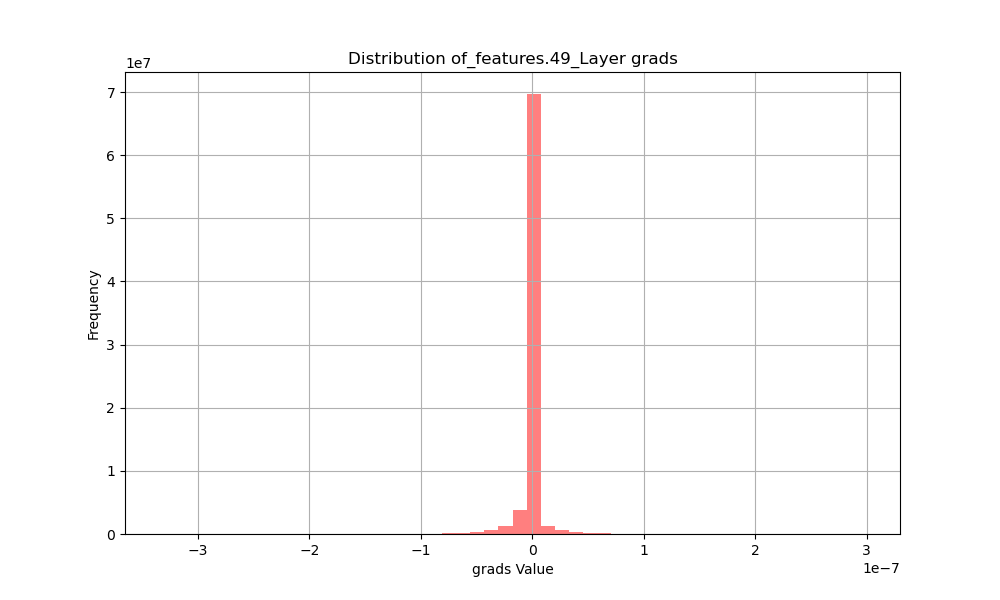 Distribution of_features.49_Layer grads
1e7
7
6
5
4
3
2
1
0
Frequency
−3 −2 −1 0 1 2 3
1e−7
grads Value